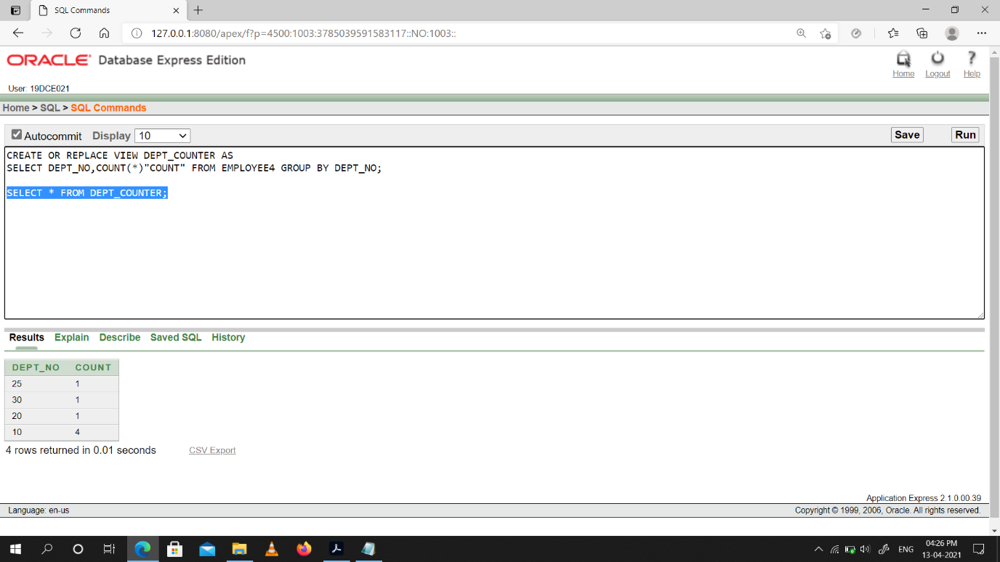 SQL Commands
127.0.0.1:8080/apex/f?p=4500:1003:3785039591583117::NO:1003::
ORACLE Database Express Edition
Home Logout Help
User: 19DCE021
Home > SQL > SQL Commands
Autocommit Display 10 Save Run
CREATE OR REPLACE VIEW DEPT_COUNTER AS
SELECT DEPT_NO,COUNT(*)"COUNT" FROM EMPLOYEE4 GROUP BY DEPT_NO;
SELECT * FROM DEPT_COUNTER;
Results Explain Describe Saved SQL History
DEPT_NO COUNT
25 1
30 1
20 1
10 4
4 rows returned in 0.01 seconds CSV Export
Application Express 2.1.0.00.39
Language: en-us Copyright © 1999, 2006, Oracle. All rights reserved.
ENG 04:26 PM
13-04-2021